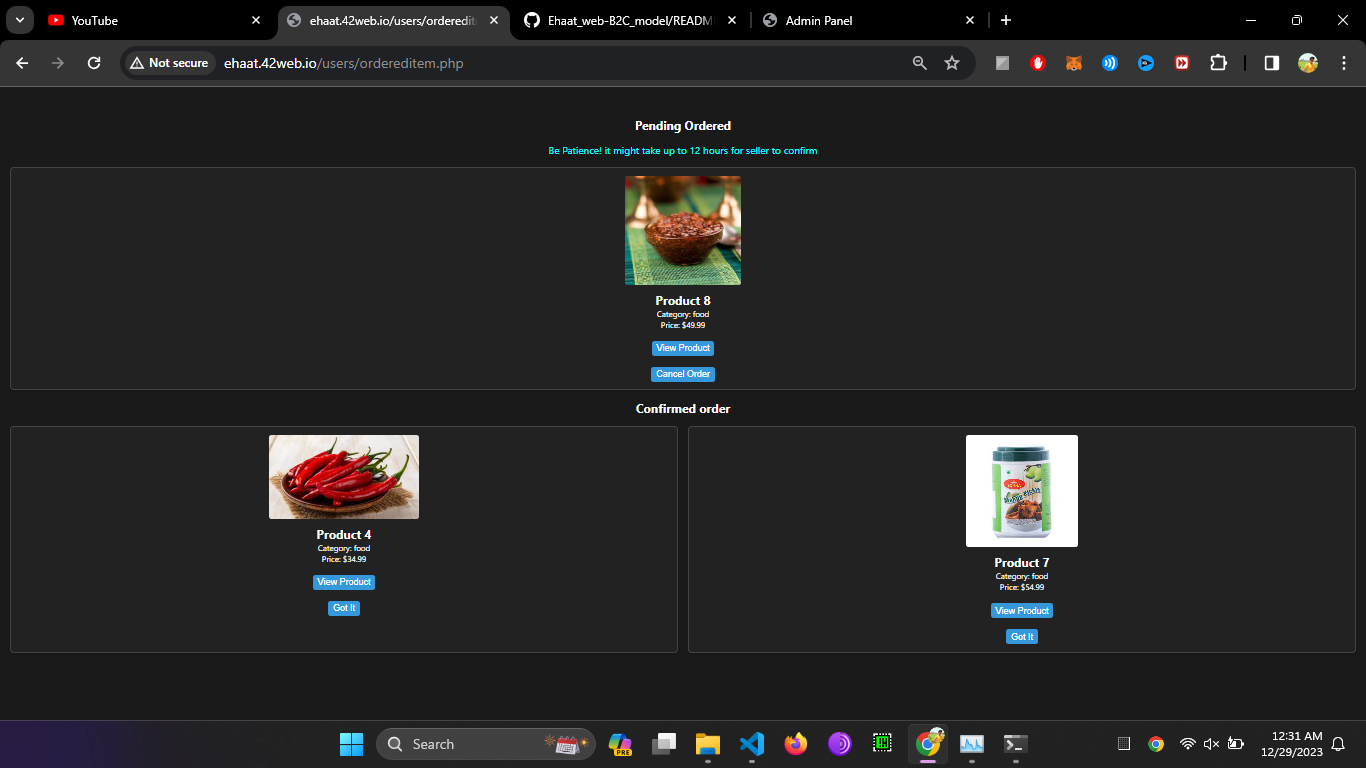 YouTube
ehaat.42web.io/users/orderedit
Ehaat_web-B2C_model/README
Admin Panel
Not secure
ehaat.42web.io/users/ordereditem.php
Pending Ordered
Be Patience! it might take up to 12 hours for seller to confirm
Product 8
Category: food
Price: $49.99
View Product
Cancel Order
Confirmed order
Product 4
Category: food
Price: $34.99
View Product
Got It
Product 7
Category: food
Price: $54.99
View Product
Got It
Search
PRE
12:31 AM
12/29/2023